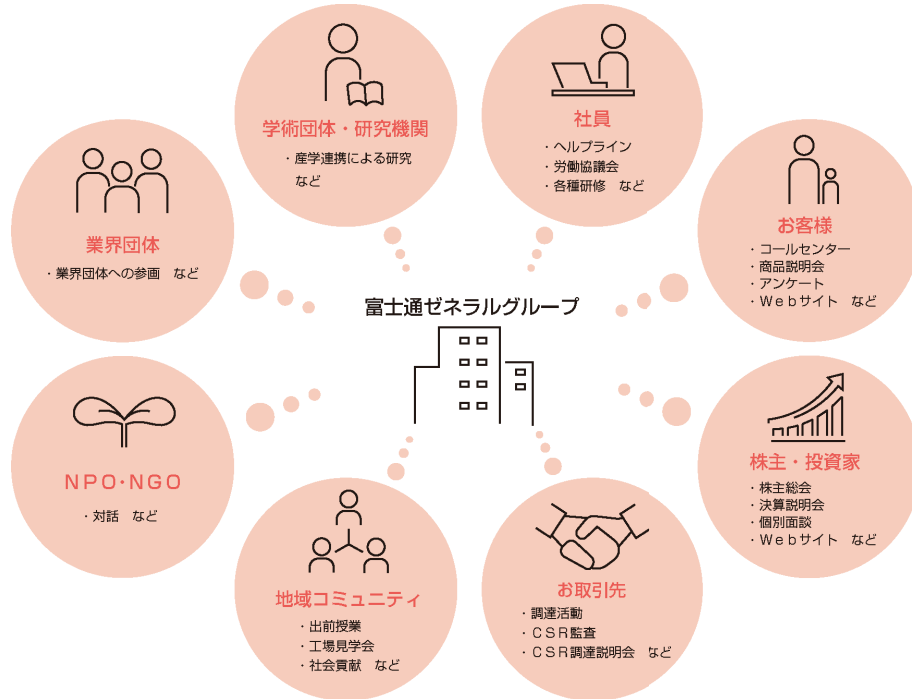 学術団体・研究機関
・産学連携による研究
など
社員
・ヘルプライン
・労働協議会
・各種研修　など
業界団体
・業界団体への参画　など
お客様
・コールセンター
・商品説明会
・アンケート
・Ｗｅｂサイト　など
富士通ゼネラルグループ
ＮＰＯ・ＮＧＯ
・対話　など
株主・投資家
・株主総会
・決算説明会
・個別面談
・Ｗｅｂサイト　など
地域コミュニティ
・出前授業
・工場見学会
・社会貢献　など
お取引先
・調達活動
・ＣＳＲ監査
・ＣＳＲ調達説明会　など